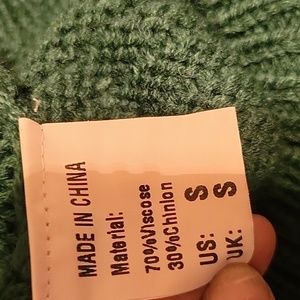 MADE IN CHINA
Material:
70%Viscose
30%Chinlon
US: S
UK: S